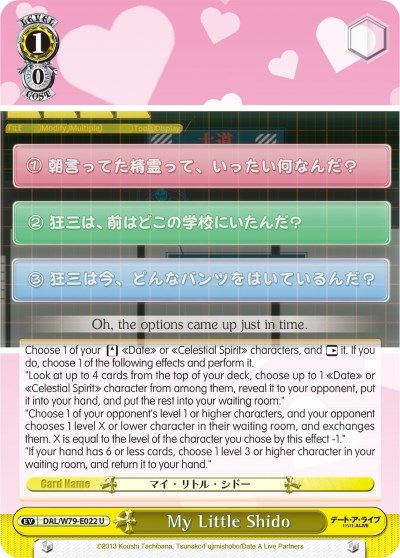 LEVEL
1
0
COST
FILE )(Modify(Multiple) )(Tools)(Display)
士道
① 朝言ってた精霊って、いったい何なんだ？
② 狂三は、前はどこの学校にいたんだ？
③ 狂三は今、どんなパンツをはいているんだ？
Oh, the options came up just in time.
Choose 1 of your 《Date》 or 《Celestial Spirit》 characters, and it. If you
do, choose 1 of the following effects and perform it.
"Look at up to 4 cards from the top of your deck, choose up to 1 《Date》 or
《Celestial Spirit》 character from among them, reveal it to your opponent, put
it into your hand, and put the rest into your waiting room."
"Choose 1 of your opponent's level 1 or higher characters, and your opponent
chooses 1 level X or lower character in their waiting room, and exchanges
them. X is equal to the level of the character you chose by this effect -1."
"If your hand has 6 or less cards, choose 1 level 3 or higher character in your
waiting room, and return it to your hand."
Card Name マイ・リトル・シドー
EV DAL/W79-E022 U My Little Shido デート・ア・ライブ
DATE A LIVE
©2013 Koushi Tachibana, Tsunako/Fujimishobo/Date A Live Partners